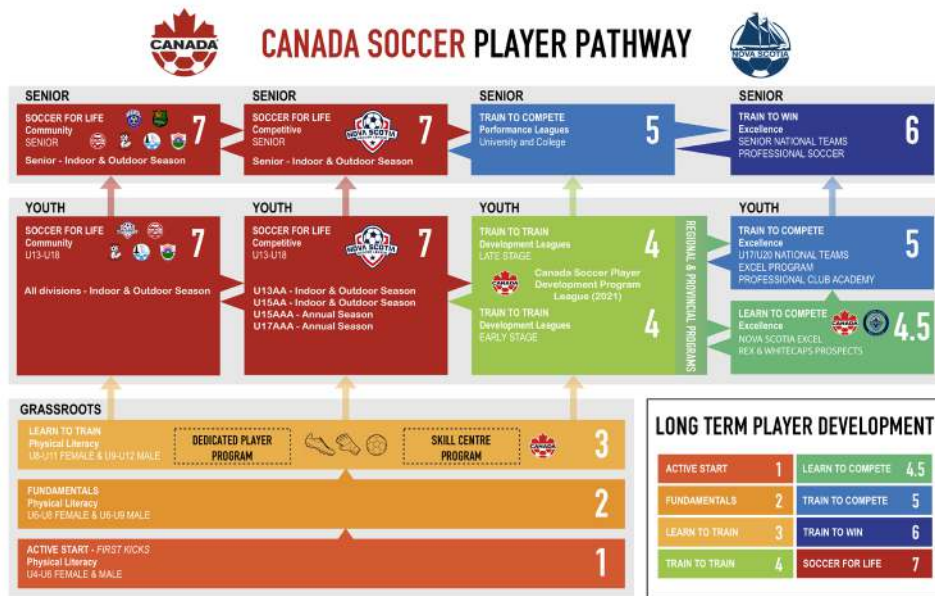 CANADA
CANADA SOCCER PLAYER PATHWAY
NOVA SCOTIA
SENIOR
SOCCER FOR LIFE
Community
SENIOR
7
Senior - Indoor & Outdoor Season
SENIOR
SOCCER FOR LIFE
Competitive
SENIOR
NOVA SCOTIA
7
Senior - Indoor & Outdoor Season
SENIOR
TRAIN TO COMPETE
Performance Leagues
University and College
5
SENIOR
TRAIN TO WIN
Excellence
SENIOR NATIONAL TEAMS
PROFESSIONAL SOCCER
6
YOUTH
SOCCER FOR LIFE
Community
U13-U18
7
All divisions - Indoor & Outdoor Season
YOUTH
SOCCER FOR LIFE
Competitive
U13-U18
NOVA SCOTIA
7
U13AA - Indoor & Outdoor Season
U15AA - Indoor & Outdoor Season
U15AAA - Annual Season
U17AAA - Annual Season
YOUTH
TRAIN TO TRAIN
Development Leagues
LATE STAGE
4
Canada Soccer Player
Development Program
League (2021)
TRAIN TO TRAIN
Development Leagues
EARLY STAGE
4
REGIONAL & PROVINCIAL PROGRAMS
YOUTH
TRAIN TO COMPETE
Excellence
U17/U20 NATIONAL TEAMS
EXCEL PROGRAM
PROFESSIONAL CLUB ACADEMY
5
LEARN TO COMPETE
Excellence
NOVA SCOTIA EXCEL
REX & WHITECAPS PROSPECTS
4.5
GRASSROOTS
LEARN TO TRAIN
Physical Literacy
U8-U11 FEMALE & U9-U12 MALE
DEDICATED PLAYER
PROGRAM
SKILL CENTRE
PROGRAM
3
FUNDAMENTALS
Physical Literacy
U6-U8 FEMALE & U6-U9 MALE
2
ACTIVE START - FIRST KICKS
Physical Literacy
U4-U6 FEMALE & MALE
1
LONG TERM PLAYER DEVELOPMENT
ACTIVE START 1
LEARN TO COMPETE 4.5
FUNDAMENTALS 2
TRAIN TO COMPETE 5
LEARN TO TRAIN 3
TRAIN TO WIN 6
TRAIN TO TRAIN 4
SOCCER FOR LIFE 7